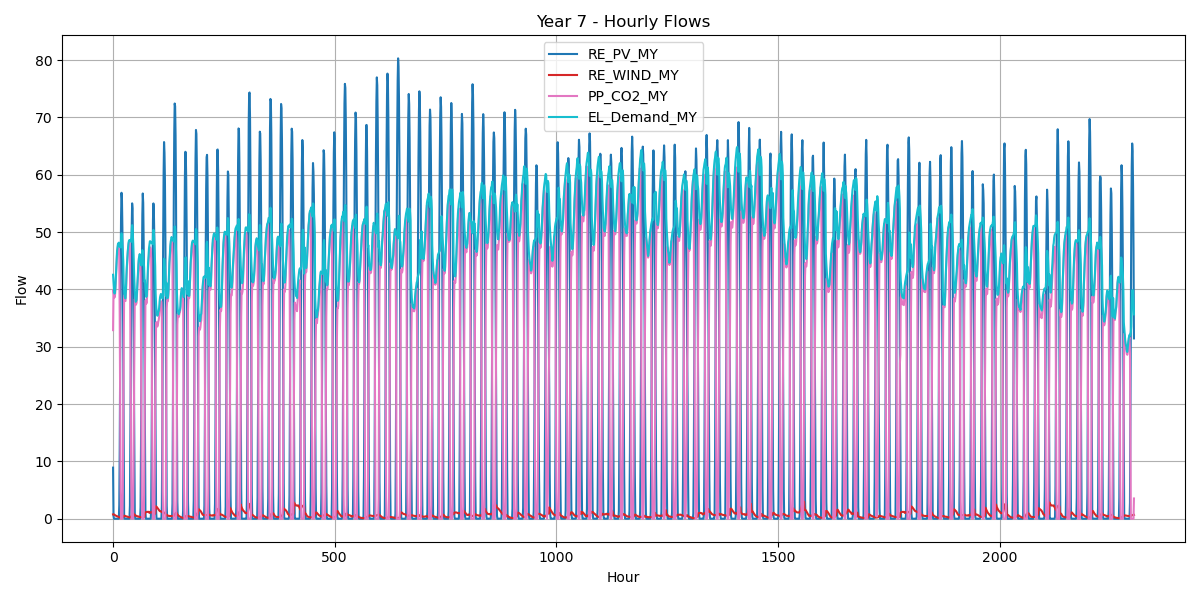 Year 7 - Hourly Flows
RE_PV_MY
RE_WIND_MY
PP_CO2_MY
EL_Demand_MY
Flow
80
70
60
50
40
30
20
10
0
0 500 1000 1500 2000
Hour